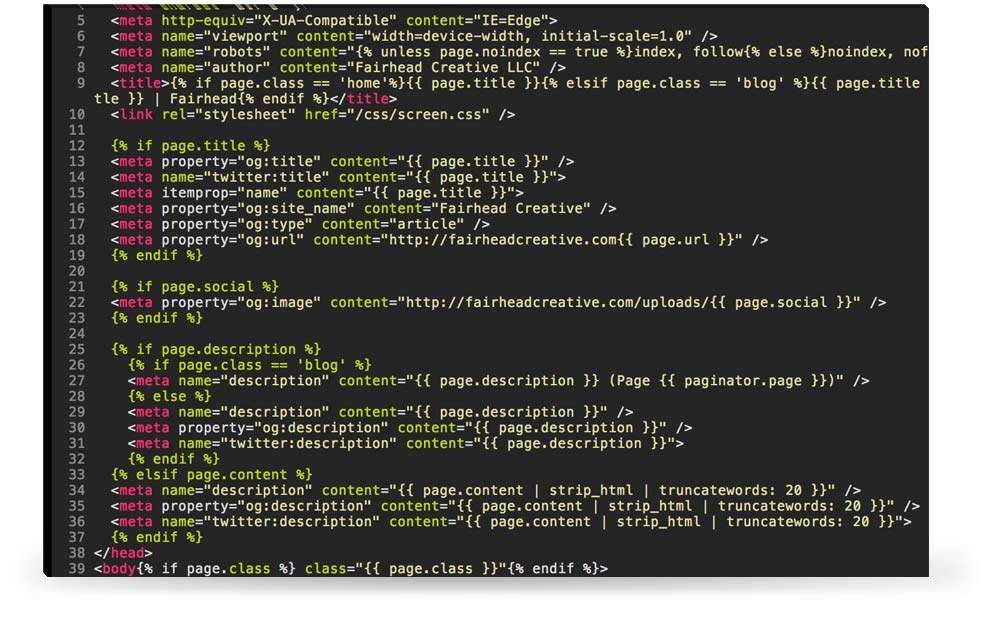 5 <meta http-equiv="X-UA-Compatible" content="IE=Edge">
6 <meta name="viewport" content="width=device-width, initial-scale=1.0" />
7 <meta name="robots" content="{% unless page.noindex == true %}index, follow{% else %}noindex, nof
8 <meta name="author" content="Fairhead Creative LLC" />
9 <title>{% if page.class == 'home'%}{{ page.title }}{% elsif page.class == 'blog' %}{{ page.title
tle }} | Fairhead{% endif %}</title>
10 <link rel="stylesheet" href="/css/screen.css" />
11
12 {% if page.title %}
13 <meta property="og:title" content="{{ page.title }}" />
14 <meta name="twitter:title" content="{{ page.title }}">
15 <meta itemprop="name" content="{{ page.title }}">
16 <meta property="og:site_name" content="Fairhead Creative" />
17 <meta property="og:type" content="article" />
18 <meta property="og:url" content="http://fairheadcreative.com{{ page.url }}" />
19 {% endif %}
20
21 {% if page.social %}
22 <meta property="og:image" content="http://fairheadcreative.com/uploads/{{ page.social }}" />
23 {% endif %}
24
25 {% if page.description %}
26 {% if page.class == 'blog' %}
27 <meta name="description" content="{{ page.description }} (Page {{ paginator.page }})" />
28 {% else %}
29 <meta name="description" content="{{ page.description }}" />
30 <meta property="og:description" content="{{ page.description }}" />
31 <meta name="twitter:description" content="{{ page.description }}">
32 {% endif %}
33 {% elsif page.content %}
34 <meta name="description" content="{{ page.content | strip_html | truncatewords: 20 }}" />
35 <meta property="og:description" content="{{ page.content | strip_html | truncatewords: 20 }}" />
36 <meta name="twitter:description" content="{{ page.content | strip_html | truncatewords: 20 }}">
37 {% endif %}
38 </head>
39 <body{% if page.class %} class="{{ page.class }}"{% endif %}>